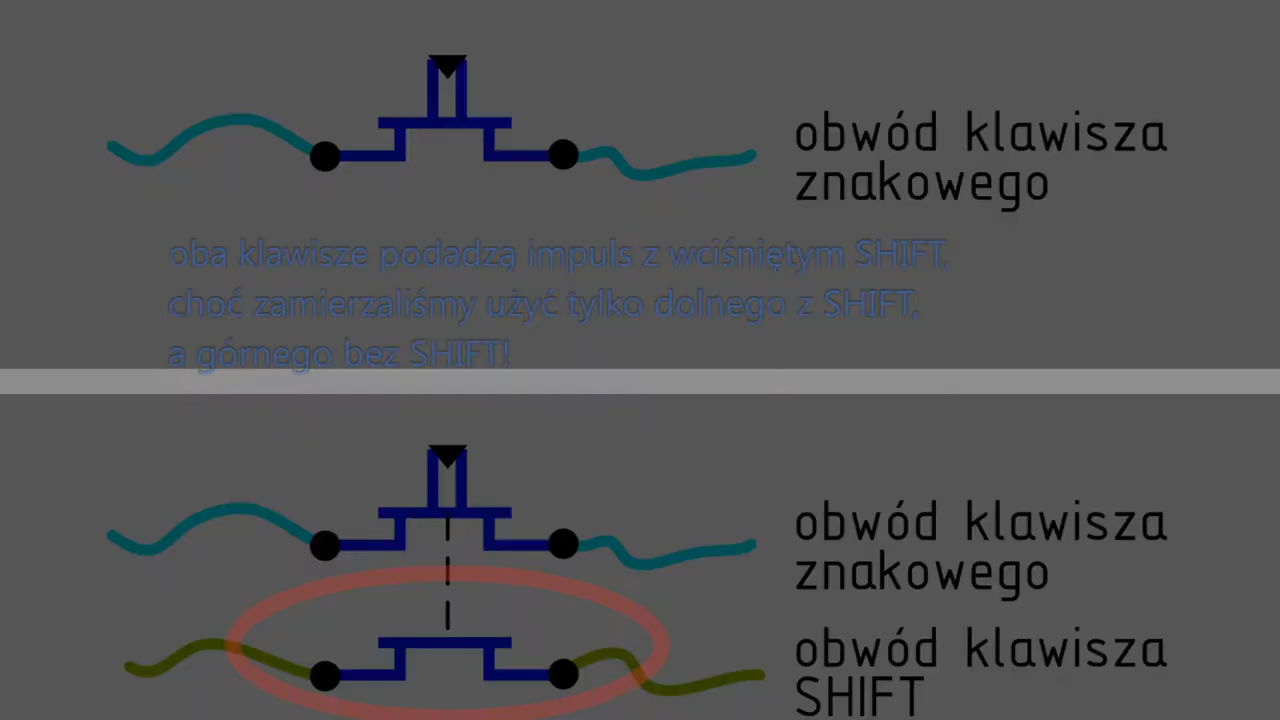 obwód klawisza
znakowego
oba klawisze podadzą impuls z wciśniętym SHIFT,
choć zamierzaliśmy użyć tylko dolnego z SHIFT,
a górnego bez SHIFT!
obwód klawisza
znakowego
obwód klawisza
SHIFT